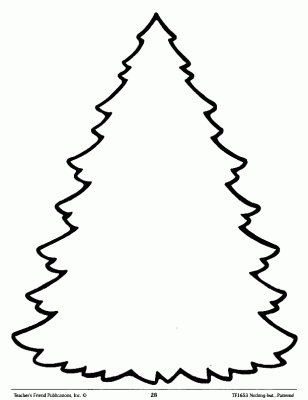 Teacher's Friend Publications, Inc. © 28 TF1653 Nothing but...Patterns!